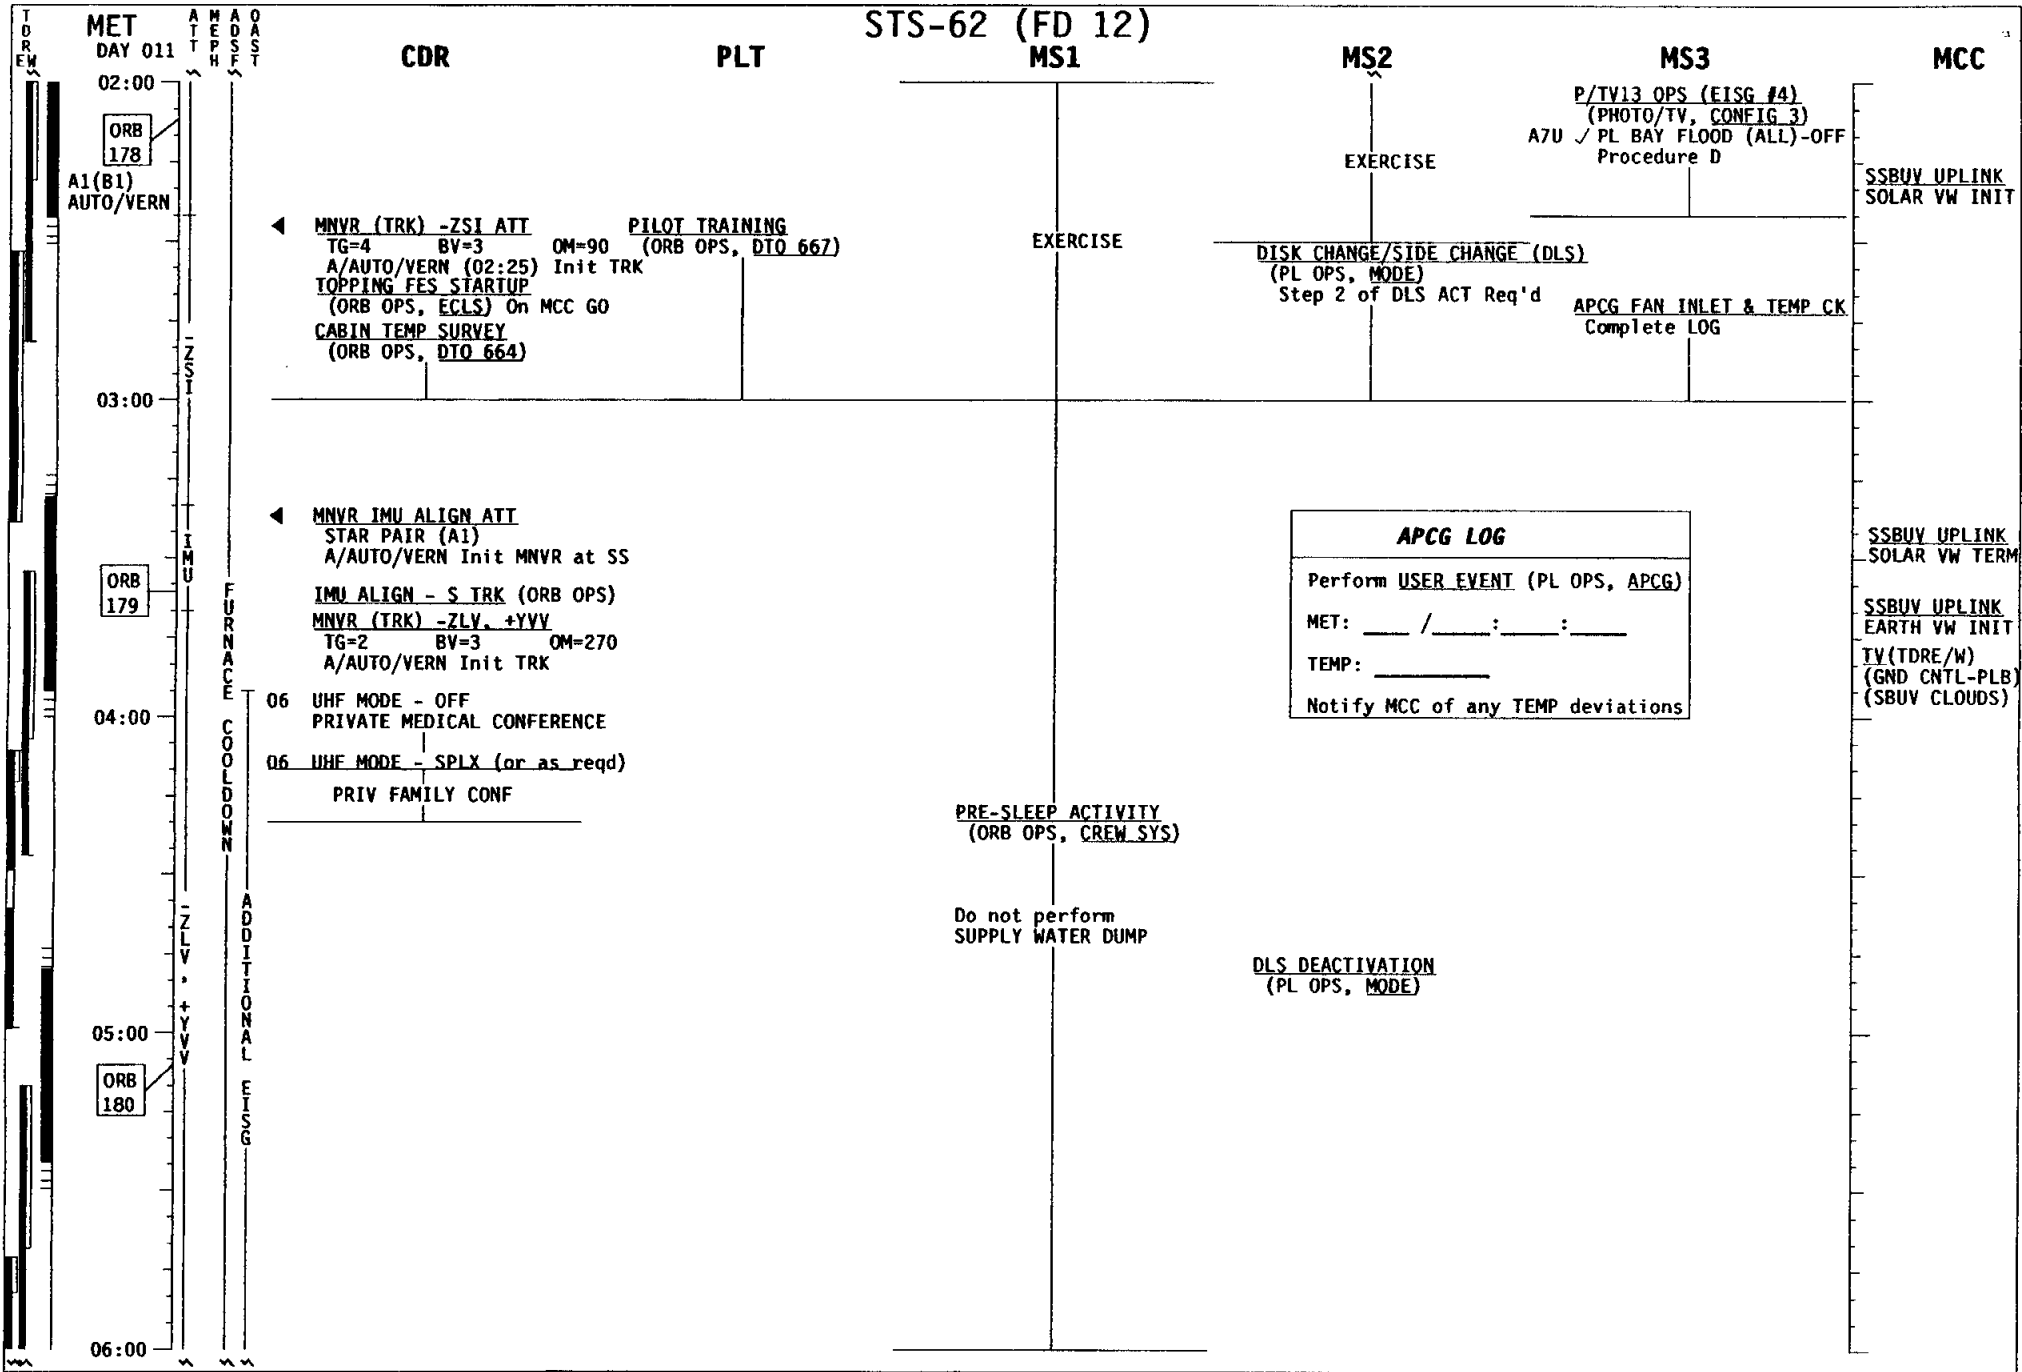 STS-62 (FD 12)
TDRE W
MET
DAY 011
ATT
MEPH
ADSF
OAST
CDR
PLT
MS1
MS2
MS3
MCC
02:00
ORB
178
A1(B1)
AUTO/VERN
-ZSI
03:00
IMU
ORB
179
FURNACE COOLDOWN
04:00
-ZLV, +YVV
ADDITIONAL EISG
05:00
ORB
180
06:00
MNVR (TRK) -ZSI ATT
TG=4 BV=3 OM=90
A/AUTO/VERN (02:25) Init TRK
TOPPING FES STARTUP
(ORB OPS, ECLS) On MCC GO
CABIN TEMP SURVEY
(ORB OPS, DTO 664)
MNVR IMU ALIGN ATT
STAR PAIR (A1)
A/AUTO/VERN Init MNVR at SS
IMU ALIGN - S TRK (ORB OPS)
MNVR (TRK) -ZLV, +YVV
TG=2 BV=3 OM=270
A/AUTO/VERN Init TRK
06 UHF MODE - OFF
PRIVATE MEDICAL CONFERENCE
06 UHF MODE - SPLX (or as reqd)
PRIV FAMILY CONF
PILOT TRAINING
(ORB OPS, DTO 667)
EXERCISE
PRE-SLEEP ACTIVITY
(ORB OPS, CREW SYS)
Do not perform
SUPPLY WATER DUMP
EXERCISE
DISK CHANGE/SIDE CHANGE (DLS)
(PL OPS, MODE)
Step 2 of DLS ACT Req'd
DLS DEACTIVATION
(PL OPS, MODE)
P/TV13 OPS (EISG #4)
(PHOTO/TV, CONFIG 3)
A7U ✓ PL BAY FLOOD (ALL)-OFF
Procedure D
APCG FAN INLET & TEMP CK
Complete LOG
APCG LOG
Perform USER EVENT (PL OPS, APCG)
MET: ____ /_____:_____:_____
TEMP: __________
Notify MCC of any TEMP deviations
SSBUV UPLINK
SOLAR VW INIT
SSBUV UPLINK
SOLAR VW TERM
SSBUV UPLINK
EARTH VW INIT
TV(TDRE/W)
(GND CNTL-PLB)
(SBUV CLOUDS)